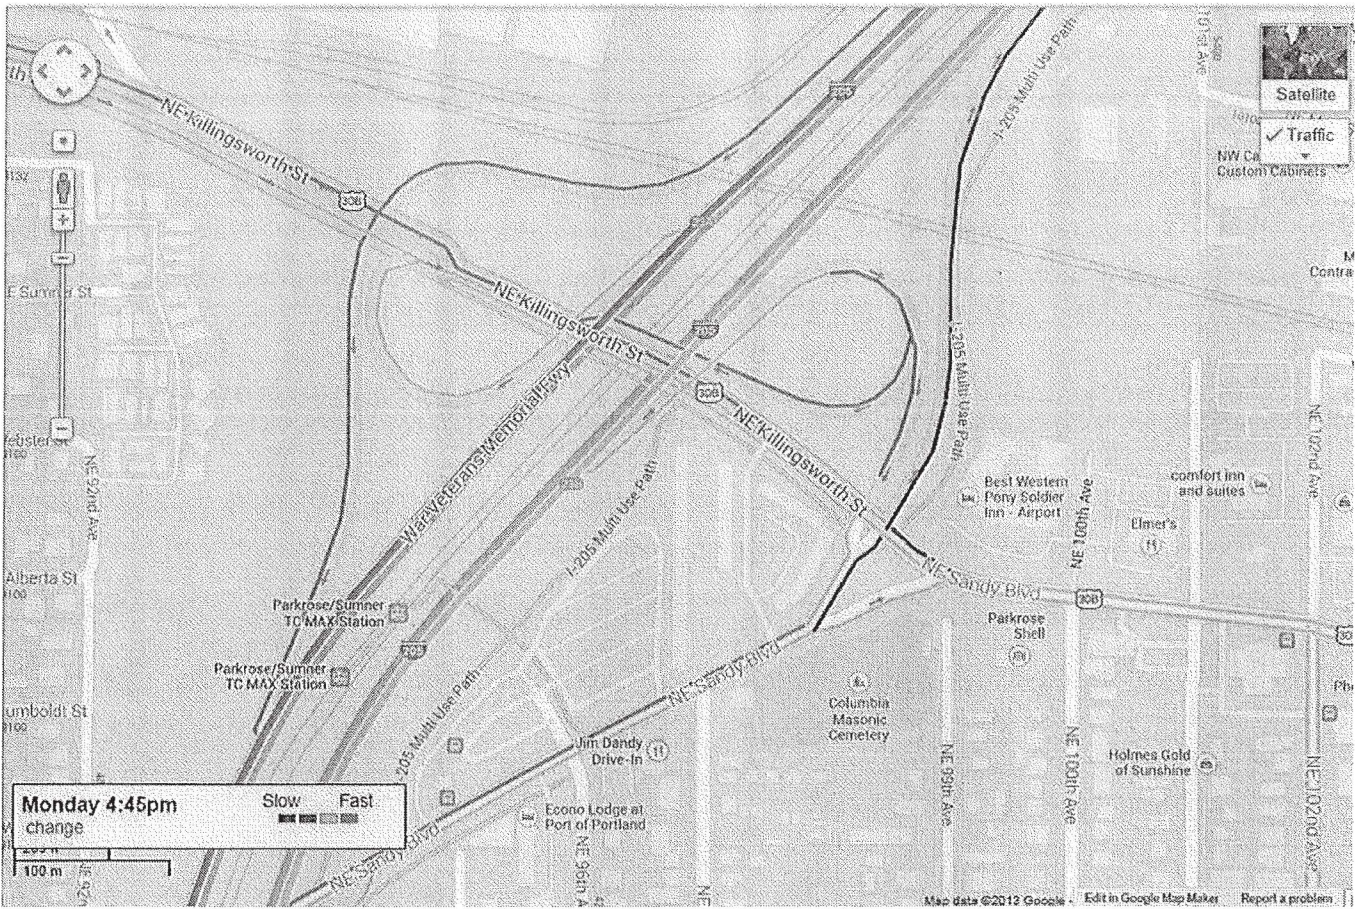 I-205 Multi Use Path
Satellite
Traffic
NE Killingsworth St
30B
205
NW Ca
Custom Cabinets
132
E Sumner St
Contra
NE Killingsworth St
205
30B
I-205 Multi Use Path
War Veterans Memorial Fwy
NE Killingsworth St
NE 102nd Ave
NE 92nd Ave
I-205 Multi Use Path
Best Western
Pony Soldier
Inn - Airport
comfort inn
and suites
Elmer's
NE 100th Ave
Alberta St
NE Sandy Blvd
30B
Parkrose/Sumner
TC MAX Station
Parkrose
Shell
205
Parkrose/Sumner
TC MAX Station
NE Sandy Blvd
umboldt St
Columbia
Masonic
Cemetery
I-205 Multi Use Path
Jim Dandy
Drive-In
NE 99th Ave
NE 100th Ave
Holmes Gold
of Sunshine
NE 102nd Ave
Monday 4:45pm
change
Slow Fast
Econo Lodge at
Port of Portland
NE Sandy Blvd
NE 96th A
100 m
NE 92n
NE
Map data ©2013 Google -
Edit in Google Map Maker
Report a problem